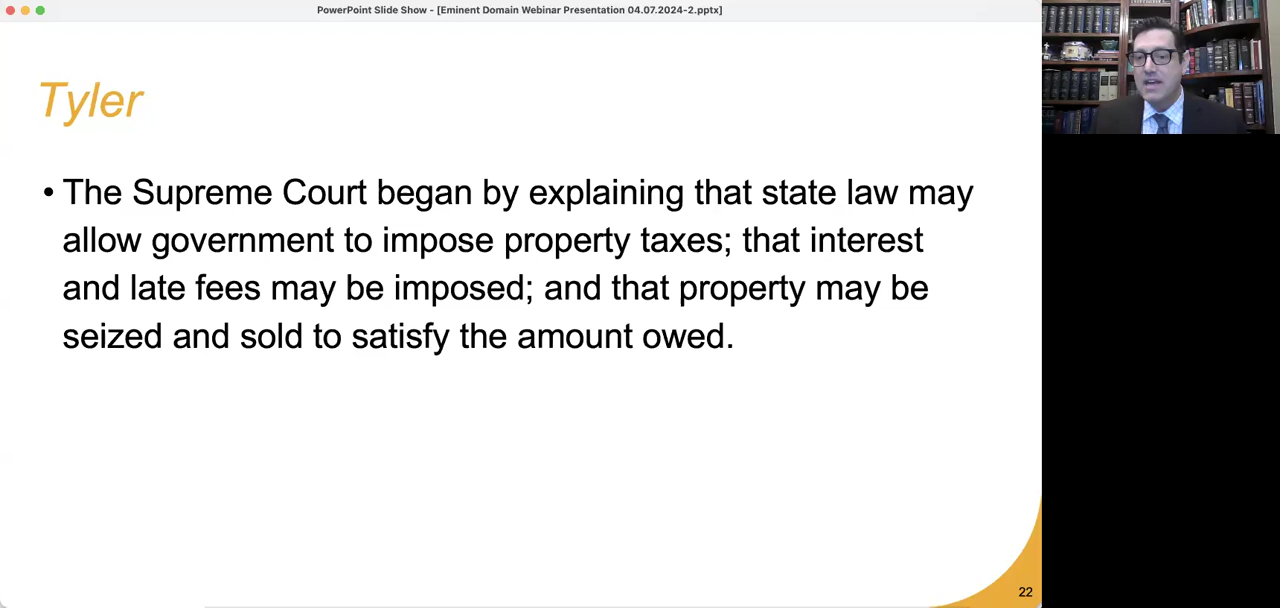 PowerPoint Slide Show - [Eminent Domain Webinar Presentation 04.07.2024-2.pptx]
Tyler
• The Supreme Court began by explaining that state law may
allow government to impose property taxes; that interest
and late fees may be imposed; and that property may be
seized and sold to satisfy the amount owed.
22